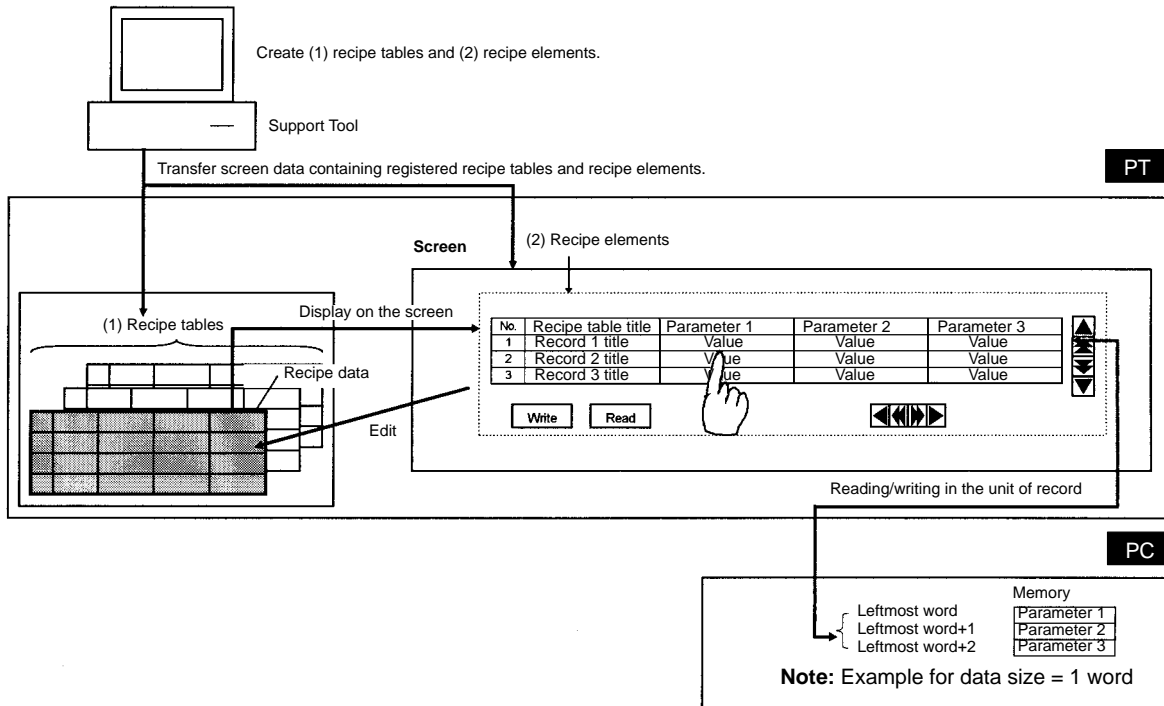 Create (1) recipe tables and (2) recipe elements.
Support Tool
Transfer screen data containing registered recipe tables and recipe elements.
PT
(2) Recipe elements
Screen
(1) Recipe tables
Display on the screen
Recipe data
Edit
No. Recipe table title Parameter 1 Parameter 2 Parameter 3
1 Record 1 title Value Value Value
2 Record 2 title Value Value Value
3 Record 3 title Value Value Value
Write Read
Reading/writing in the unit of record
PC
Memory
Leftmost word Parameter 1
Leftmost word+1 Parameter 2
Leftmost word+2 Parameter 3
Note: Example for data size = 1 word